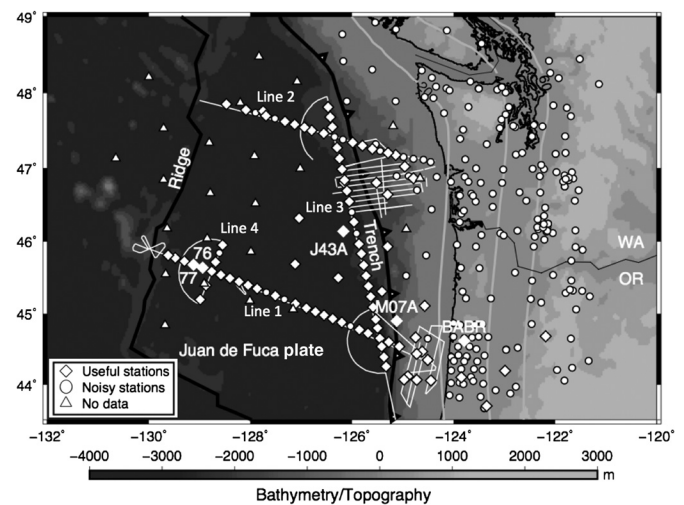 49°
48°
47°
46°
45°
44°
Line 2
Ridge
Line 3
Line 4
Trench
76
77
J43A
WA
OR
Line 1
M07A
Juan de Fuca plate
Useful stations
Noisy stations
No data
−132° −130° −128° −126° −124° −122° −120°
−4000 −3000 −2000 −1000 0 1000 2000 3000
m
Bathymetry/Topography